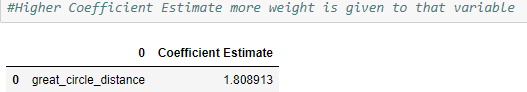 #Higher Coefficient Estimate more weight is given to that variable
0 Coefficient Estimate
0 great_circle_distance 1.808913